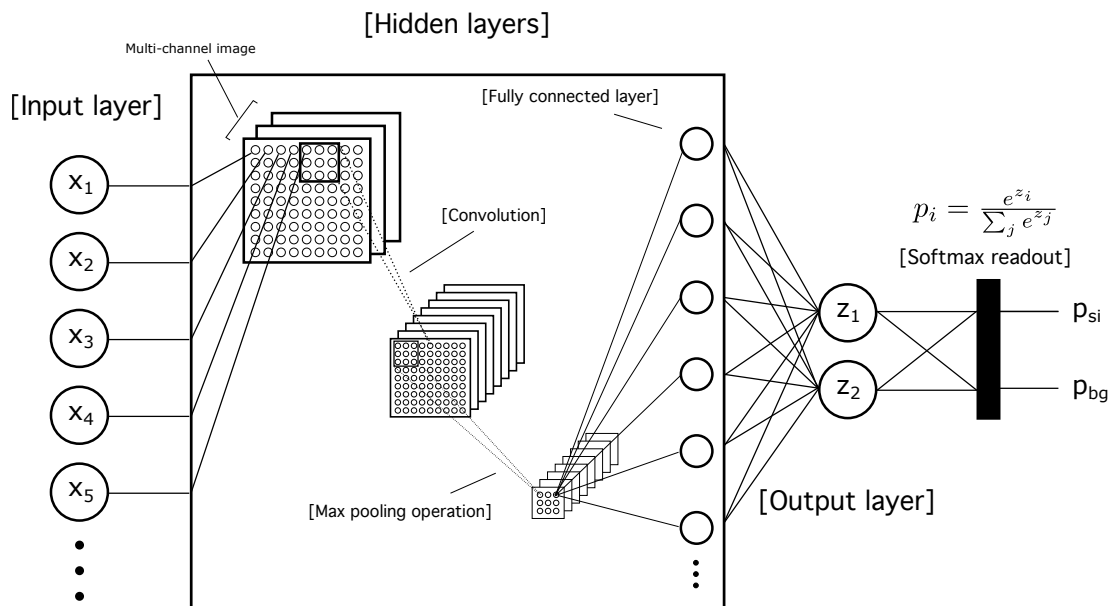 [Hidden layers]
Multi-channel image
[Input layer]
[Fully connected layer]
x₁
x₂
x₃
x₄
x₅
[Convolution]
[Max pooling operation]
p_i = e^{z_i} / ∑_j e^{z_j}
[Softmax readout]
z₁
z₂
p_si
p_bg
[Output layer]